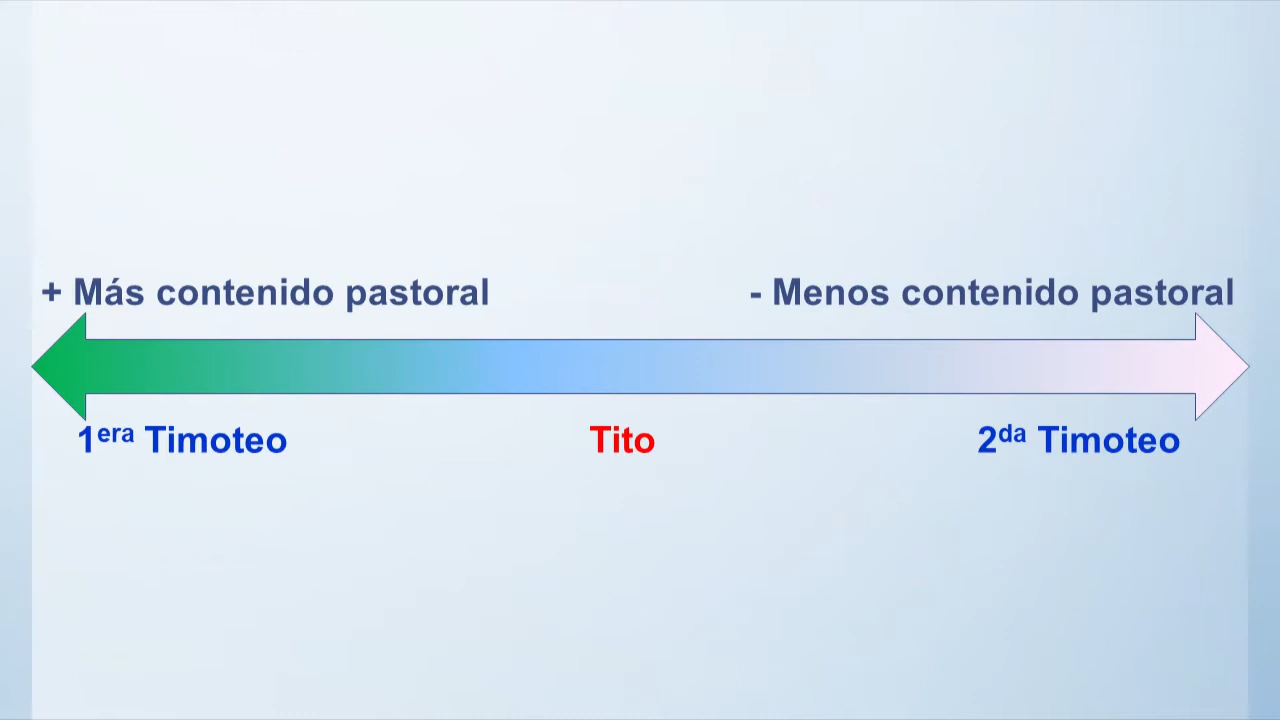 + Más contenido pastoral
- Menos contenido pastoral
1era Timoteo
Tito
2da Timoteo